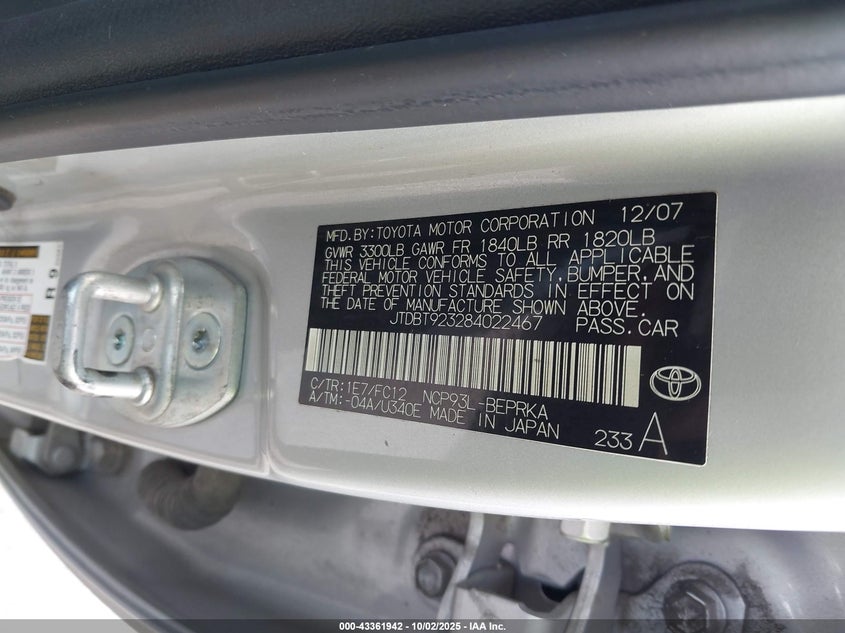 MFD.BY:TOYOTA MOTOR CORPORATION 12/07
GVWR 3300LB GAWR FR 1840LB RR 1820LB
THIS VEHICLE CONFORMS TO ALL APPLICABLE
FEDERAL MOTOR VEHICLE SAFETY, BUMPER, AND
THEFT PREVENTION STANDARDS IN EFFECT ON
THE DATE OF MANUFACTURE SHOWN ABOVE.
JTDBT923284022467 PASS.CAR
C/TR:1E7/FC12 NCP93L-BEPRKA
A/TM:-04A/U340E MADE IN JAPAN
233 A
R 9
000-43361942 - 10/02/2025 - IAA Inc.